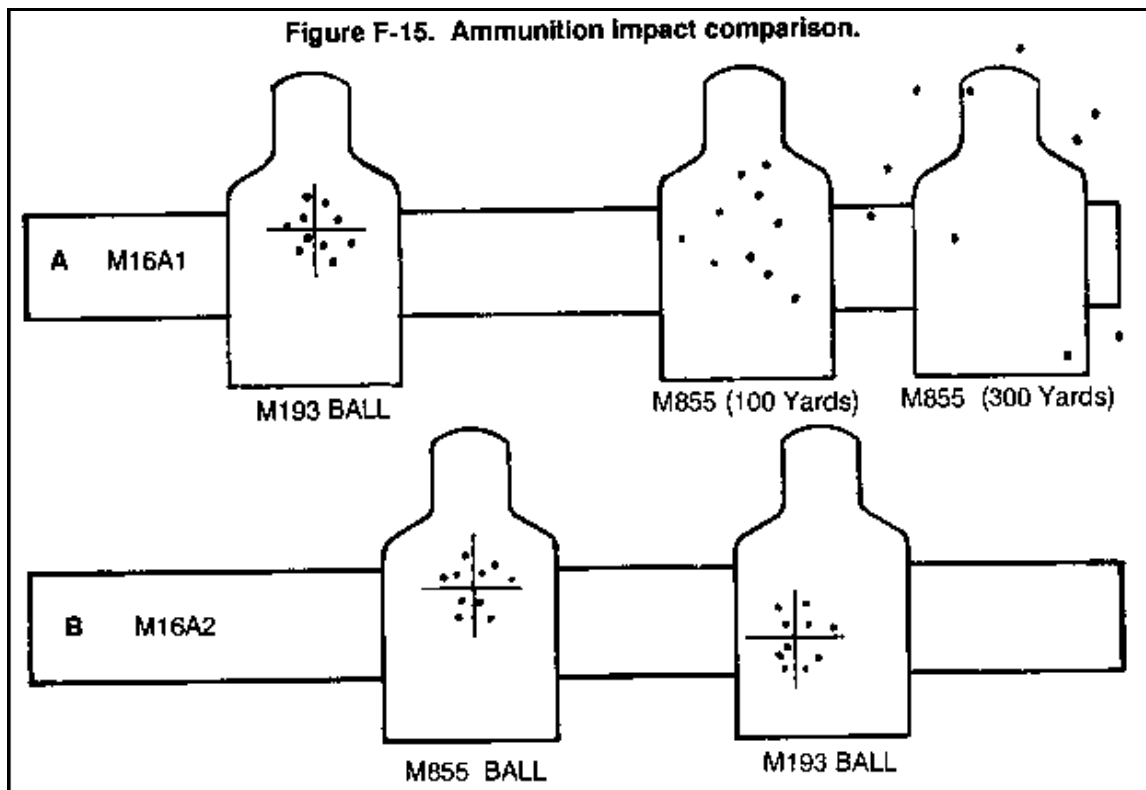 Figure F-15. Ammunition impact comparison.
A M16A1
M193 BALL
M855 (100 Yards)
M855 (300 Yards)
B M16A2
M855 BALL
M193 BALL